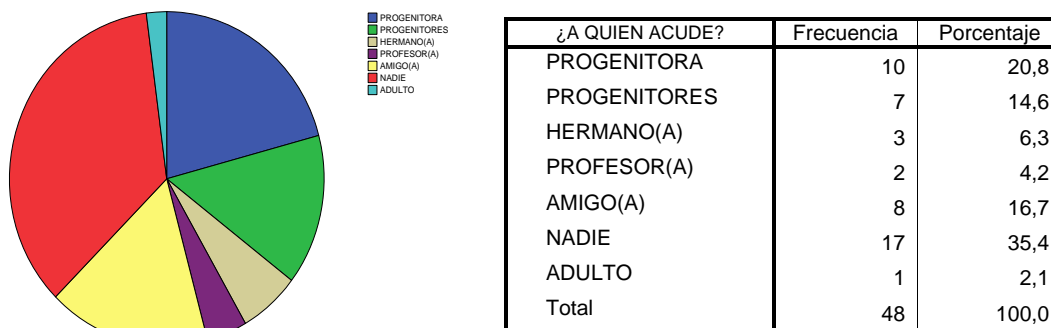 PROGENITORA
PROGENITORES
HERMANO(A)
PROFESOR(A)
AMIGO(A)
NADIE
ADULTO
¿A QUIEN ACUDE? Frecuencia Porcentaje
PROGENITORA 10 20,8
PROGENITORES 7 14,6
HERMANO(A) 3 6,3
PROFESOR(A) 2 4,2
AMIGO(A) 8 16,7
NADIE 17 35,4
ADULTO 1 2,1
Total 48 100,0